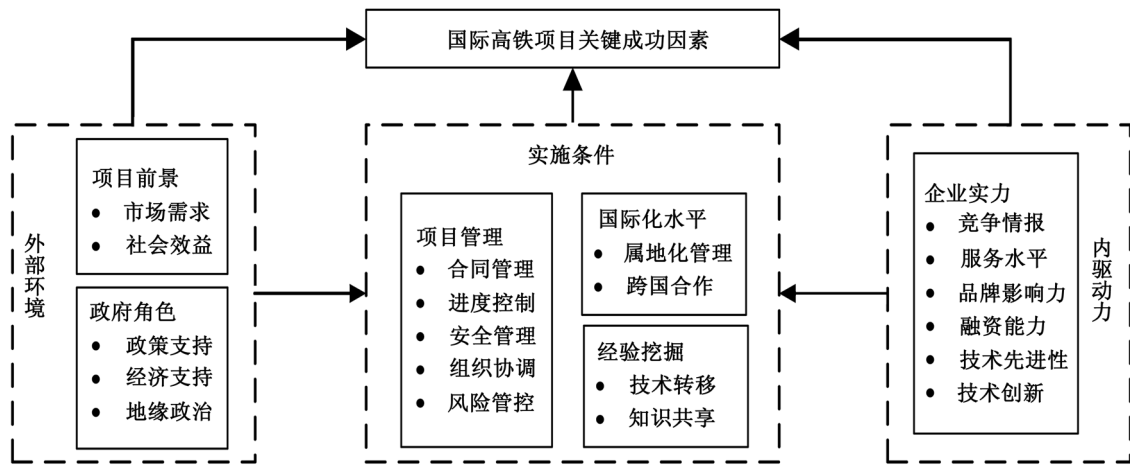 国际高铁项目关键成功因素
外部环境
项目前景
● 市场需求
● 社会效益
政府角色
● 政策支持
● 经济支持
● 地缘政治
实施条件
项目管理
● 合同管理
● 进度控制
● 安全管理
● 组织协调
● 风险管控
国际化水平
● 属地化管理
● 跨国合作
经验挖掘
● 技术转移
● 知识共享
企业实力
● 竞争情报
● 服务水平
● 品牌影响力
● 融资能力
● 技术先进性
● 技术创新
内驱动力